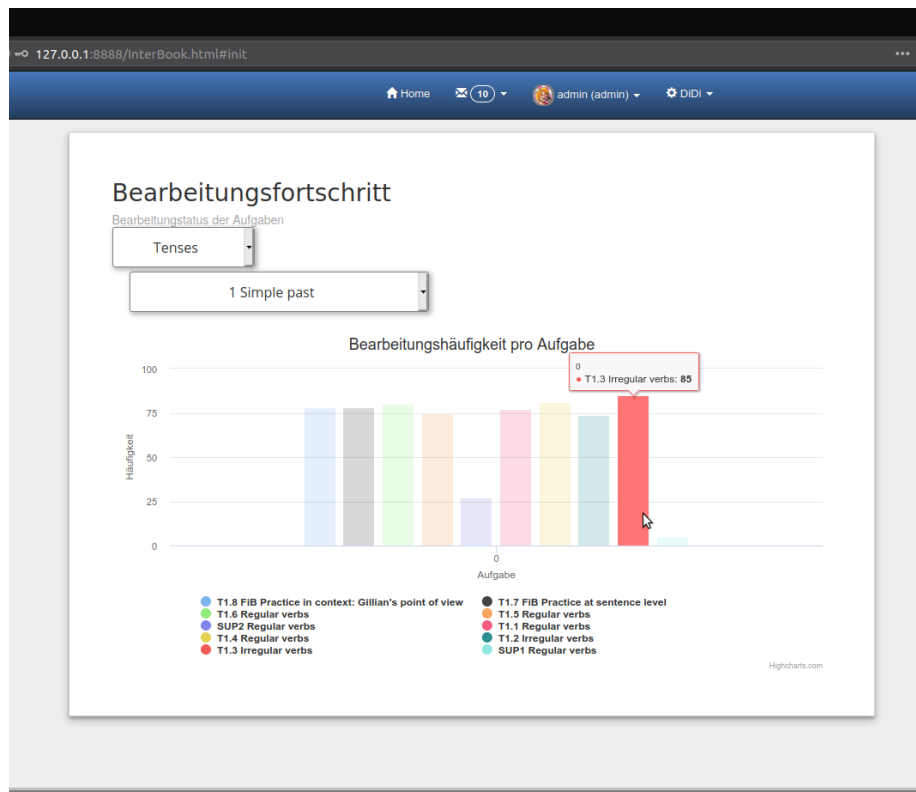 127.0.0.1:8888/InterBook.html#init
Home 10 admin (admin) DiDi
Bearbeitungsfortschritt
Bearbeitungstatus der Aufgaben
Tenses
1 Simple past
Bearbeitungshäufigkeit pro Aufgabe
0
● T1.3 Irregular verbs: 85
100
75
50
25
0
Häufigkeit
0
Aufgabe
T1.8 FiB Practice in context: Gillian's point of view T1.7 FiB Practice at sentence level
T1.6 Regular verbs T1.5 Regular verbs
SUP2 Regular verbs T1.1 Regular verbs
T1.4 Regular verbs T1.2 Irregular verbs
T1.3 Irregular verbs SUP1 Regular verbs
Highcharts.com